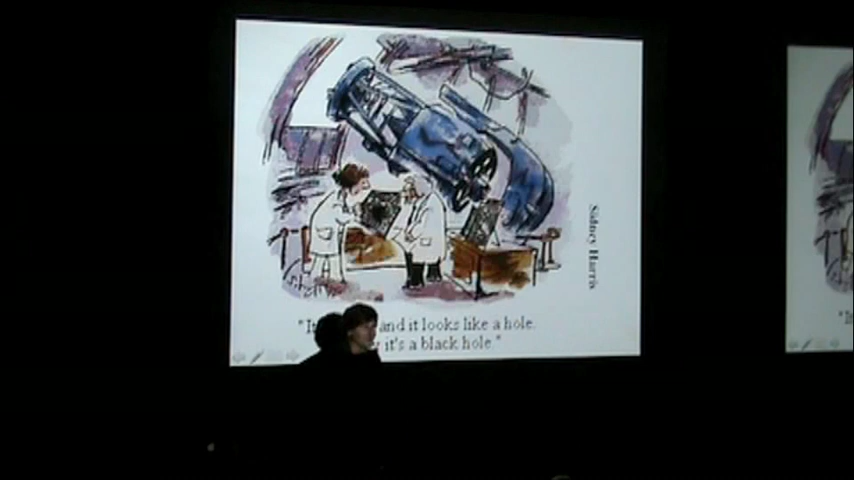 Sidney Harris
and it looks like a hole.
it's a black hole."